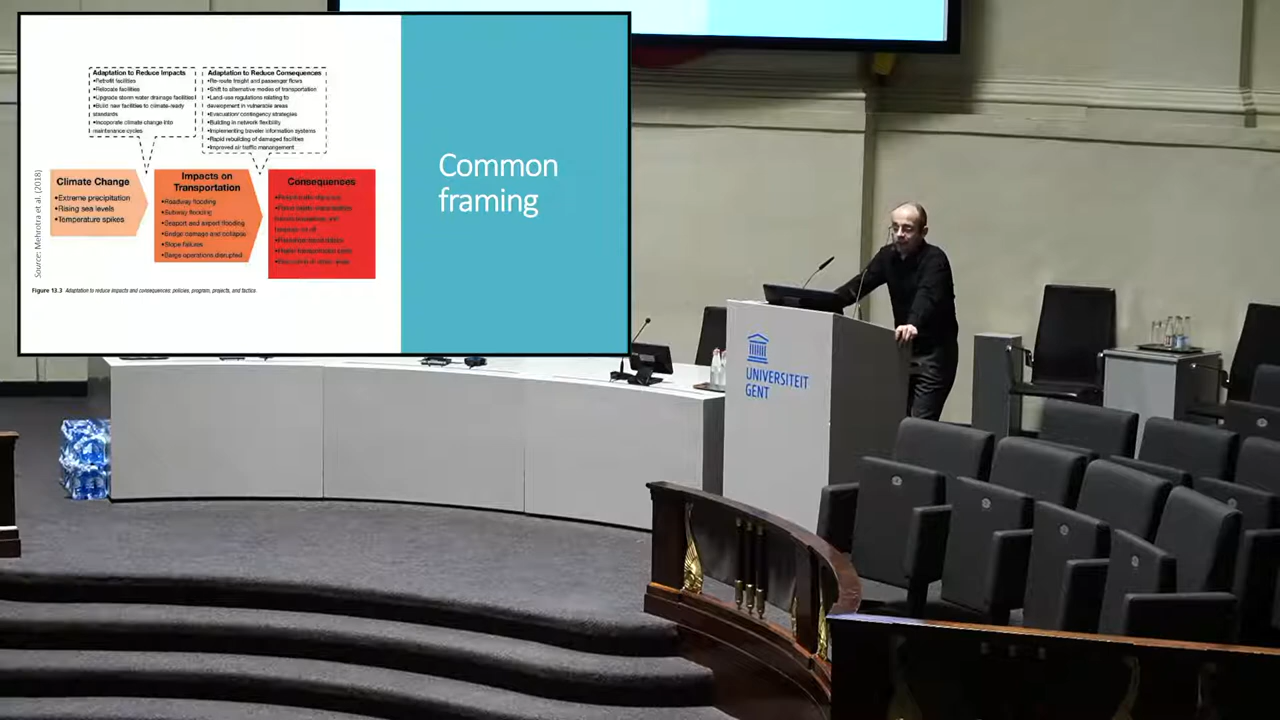 Adaptation to Reduce Impacts
•Retrofit facilities
•Relocate facilities
•Upgrade storm water drainage facilities
•Build new facilities to climate-ready
standards
•Incorporate climate change into
maintenance cycles
Adaptation to Reduce Consequences
•Re-route freight and passenger flows
•Shift to alternative modes of transportation
•Land-use regulations relating to
development in vulnerable areas
•Evacuation/ contingency strategies
•Building in network flexibility
•Implementing traveler information systems
•Rapid rebuilding of damaged facilities
•Improved air traffic management
Climate Change
•Extreme precipitation
•Rising sea levels
•Temperature spikes
Impacts on
Transportation
•Roadway flooding
•Subway flooding
•Seaport and airport flooding
•Bridge damage and collapse
•Slope failures
•Barge operations disrupted
Consequences
Source: Mehrotra et al. (2018)
Figure 13.3 Adaptation to reduce impacts and consequences: policies, program, projects, and tactics.
Common
framing
UNIVERSITEIT
GENT